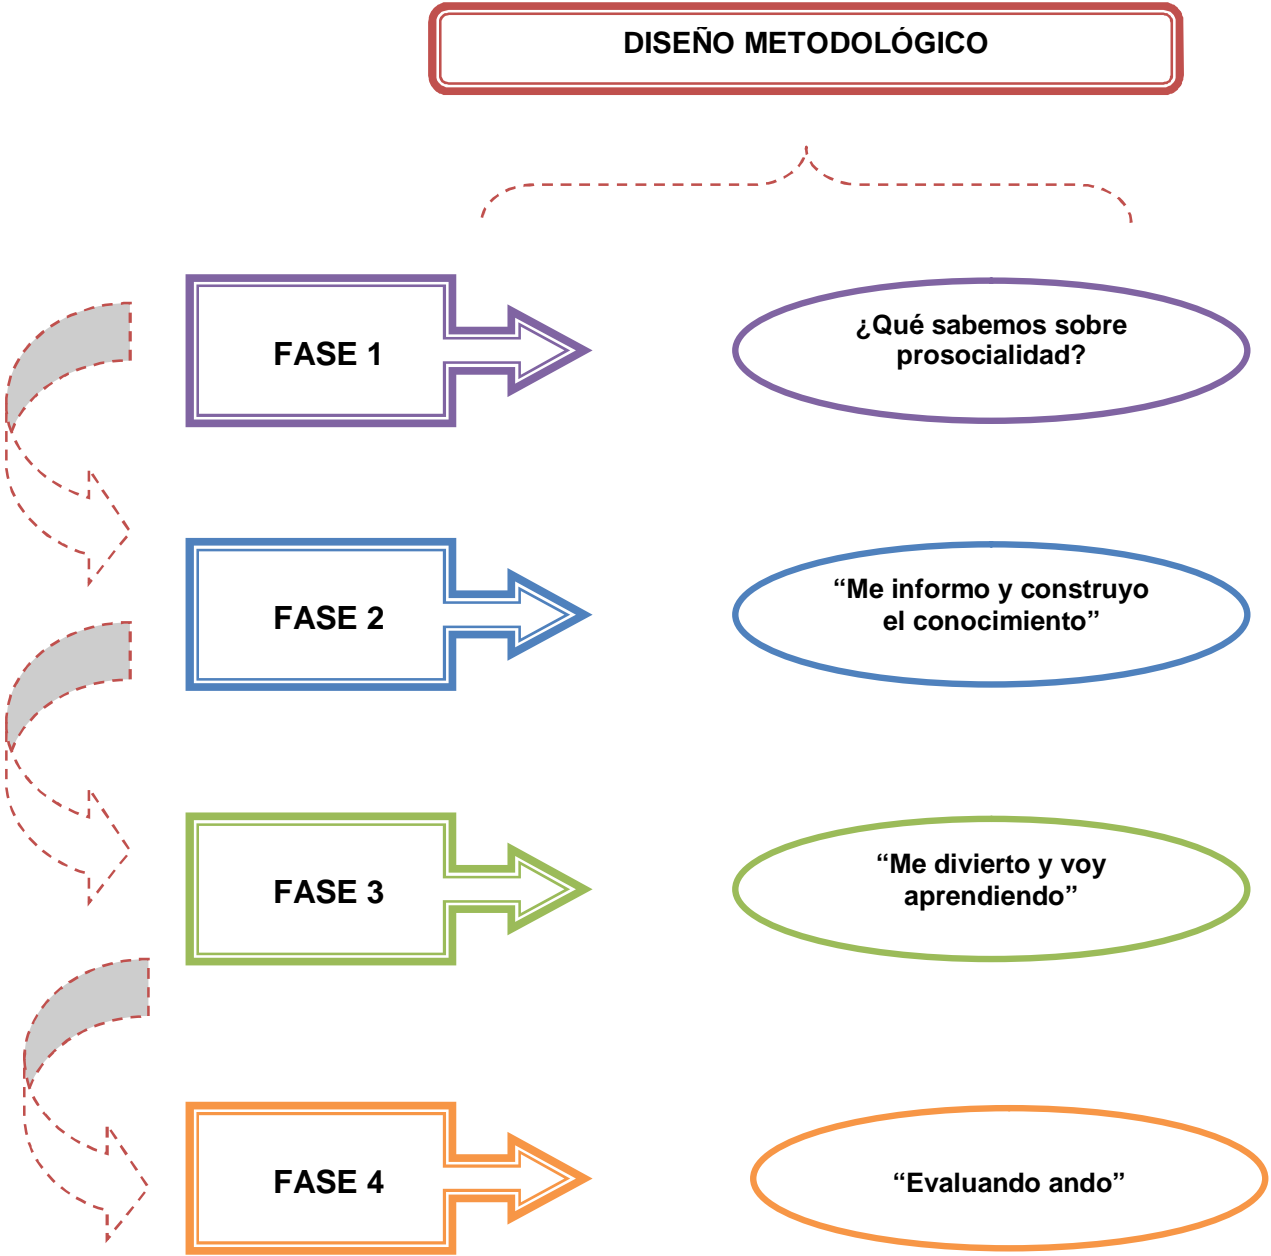 DISEÑO METODOLÓGICO
FASE 1
¿Qué sabemos sobre
prosocialidad?
FASE 2
“Me informo y construyo
el conocimiento”
FASE 3
“Me divierto y voy
aprendiendo”
FASE 4
“Evaluando ando”